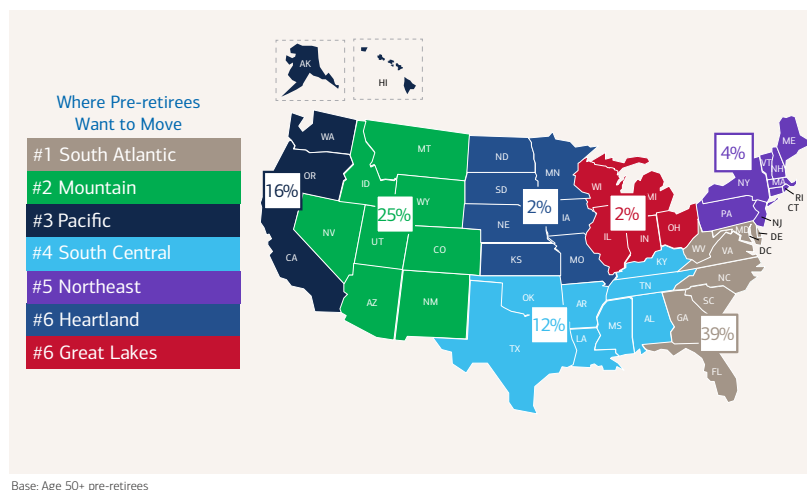 AK
HI
Where Pre-retirees
Want to Move
#1 South Atlantic
#2 Mountain
#3 Pacific
#4 South Central
#5 Northeast
#6 Heartland
#6 Great Lakes
WA
OR
16%
CA
MT
ID
WY
25%
NV
UT
CO
AZ
NM
ND
MN
SD
2%
NE
IA
KS
MO
WI
MI
2%
IL
IN
OH
OK
AR
12%
TX
LA
MS
AL
TN
KY
4%
ME
VT
NH
NY
MA
RI
CT
PA
NJ
MD
DE
DC
WV
VA
NC
SC
GA
39%
FL
Base: Age 50+ pre-retirees